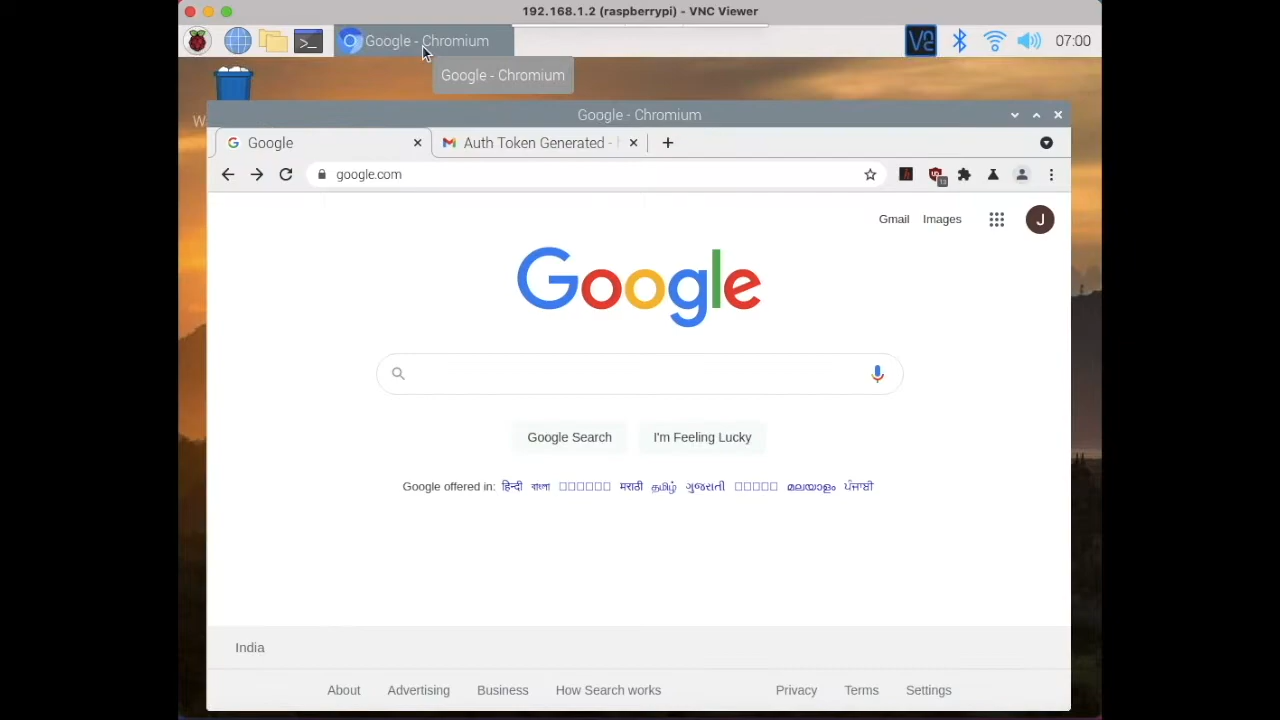 192.168.1.2 (raspberrypi) - VNC Viewer
Google - Chromium
07:00
Google - Chromium
W
Google - Chromium
Google
Auth Token Generated -
google.com
13
Gmail
Images
J
Google
Google Search
I'm Feeling Lucky
Google offered in: हिन्दी বাংলা मराठी தமிழ் ગુજરાતી മലയാളം ਪੰਜਾਬੀ
India
About Advertising Business How Search works Privacy Terms Settings